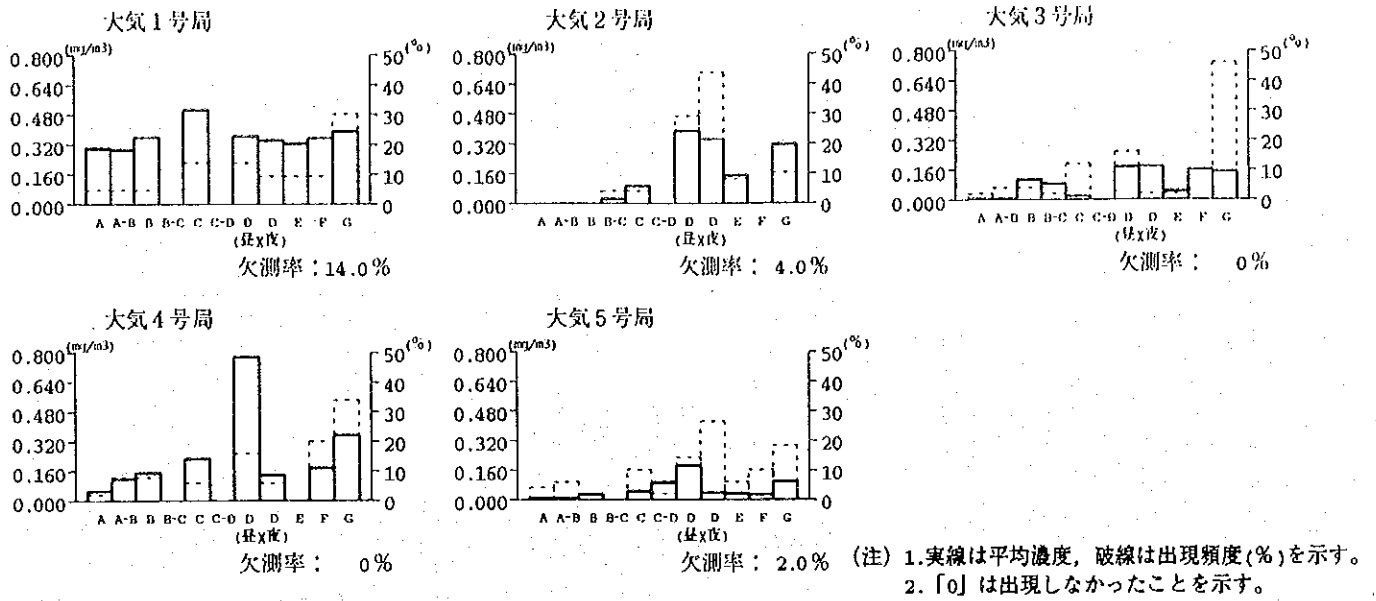 大気1号局
(mg/m3)
(%)
0.800
0.640
0.480
0.320
0.160
0.000
50
40
30
20
10
0
A A-B B B-C C C-D D D E F G
(昼)(夜)
欠測率：14.0%
大気2号局
(mg/m3)
(%)
0.800
0.640
0.480
0.320
0.160
0.000
50
40
30
20
10
0
A A-B B B-C C C-D D D E F G
(昼)(夜)
欠測率： 4.0%
大気3号局
(mg/m3)
(%)
0.800
0.640
0.480
0.320
0.160
0.000
50
40
30
20
10
0
A A-B B B-C C C-D D D E F G
(昼)(夜)
欠測率： 0%
大気4号局
(mg/m3)
(%)
0.800
0.640
0.480
0.320
0.160
0.000
50
40
30
20
10
0
A A-B B B-C C C-D D D E F G
(昼)(夜)
欠測率： 0%
大気5号局
(mg/m3)
(%)
0.800
0.640
0.480
0.320
0.160
0.000
50
40
30
20
10
0
A A-B B B-C C C-D D D E F G
(昼)(夜)
欠測率： 2.0%
(注) 1.実線は平均濃度，破線は出現頻度(%)を示す。
2.「0」は出現しなかったことを示す。